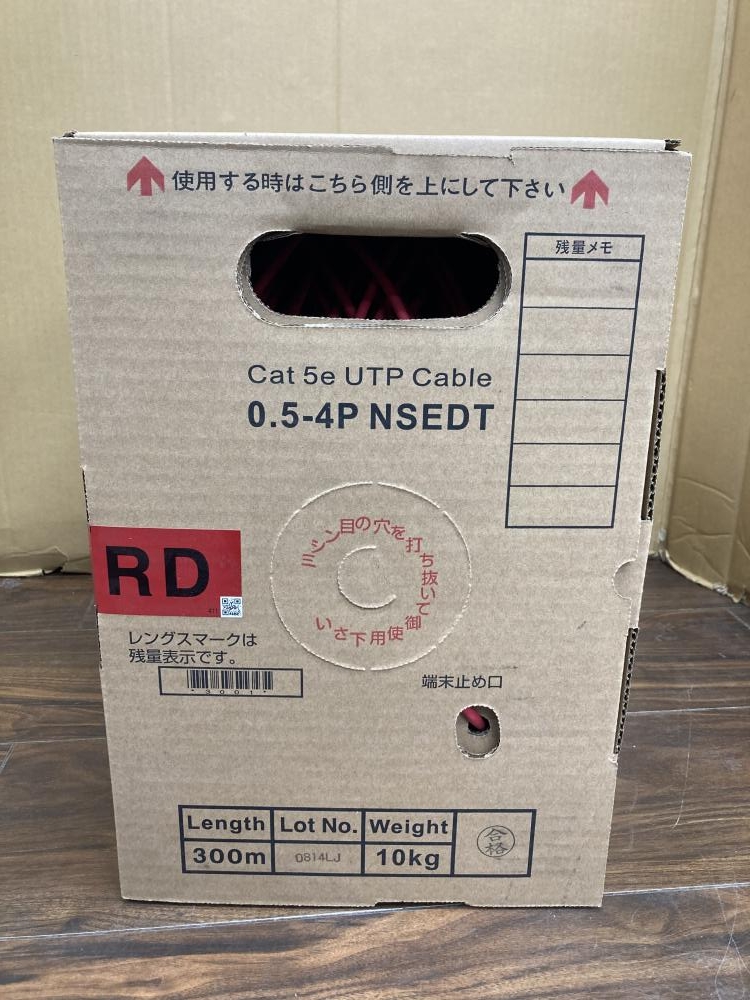 使用する時はこちら側を上にして下さい
残量メモ
Cat 5e UTP Cable
0.5-4P NSEDT
ミシン目の穴を打ち抜いて御使用下さい
RD
レングスマークは
残量表示です。
*3001*
端末止め口
Length Lot No. Weight
300m 0814LJ 10kg
合格